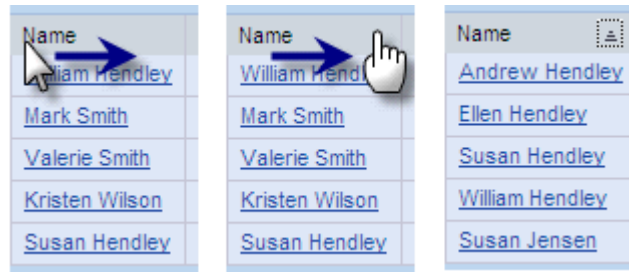 Name
Hendley
Mark Smith
Valerie Smith
Kristen Wilson
Susan Hendley
Name
William
Mark Smith
Valerie Smith
Kristen Wilson
Susan Hendley
Name
Andrew Hendley
Ellen Hendley
Susan Hendley
William Hendley
Susan Jensen